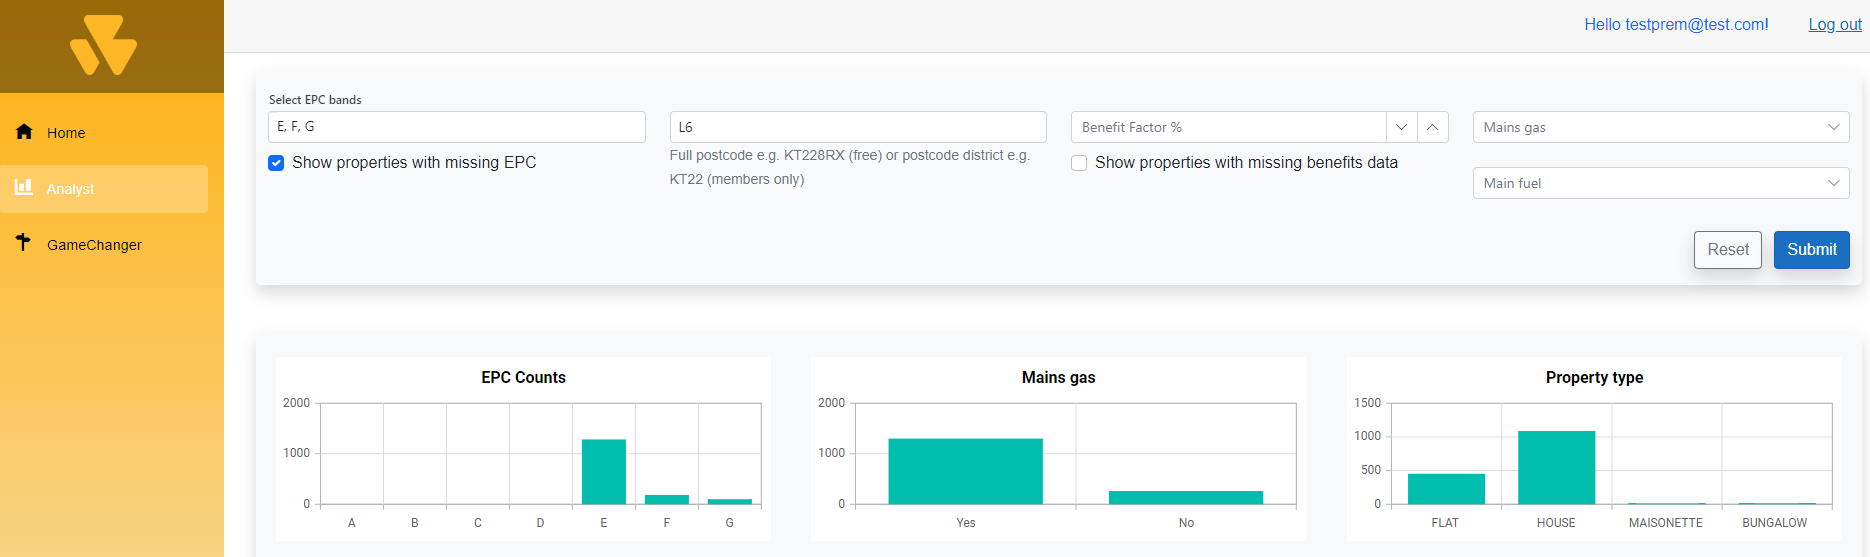 Hello testprem@test.com!
Log out
Home
Analyst
GameChanger
Select EPC bands
E, F, G
Show properties with missing EPC
L6
Full postcode e.g. KT228RX (free) or postcode district e.g.
KT22 (members only)
Benefit Factor %
Show properties with missing benefits data
Mains gas
Main fuel
Reset
Submit
EPC Counts
2000
1000
0
A
B
C
D
E
F
G
Mains gas
2000
1000
0
Yes
No
Property type
1500
1000
500
0
FLAT
HOUSE
MAISONETTE
BUNGALOW